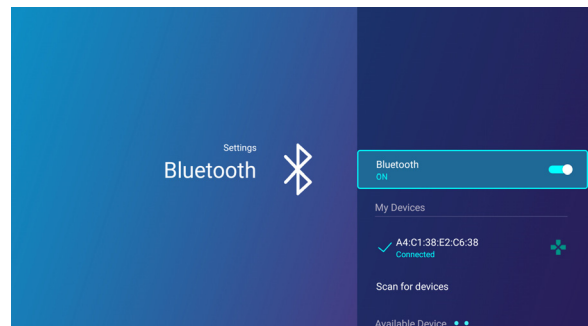 Settings
Bluetooth
Bluetooth
ON
My Devices
A4:C1:38:E2:C6:38
Connected
Scan for devices
Available Device